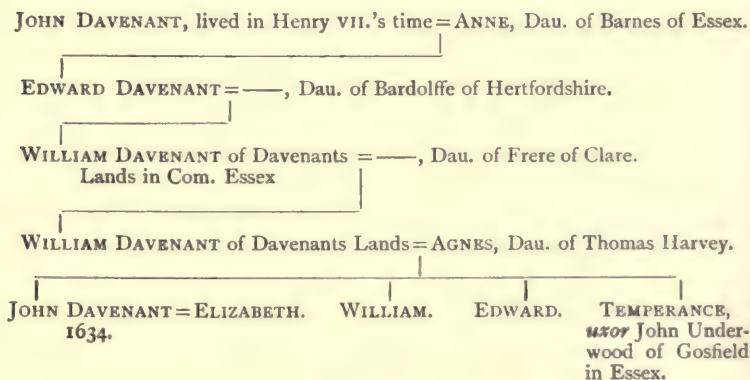 JOHN DAVENANT, lived in Henry VII.'s time = ANNE, Dau. of Barnes of Essex.
EDWARD DAVENANT = ——, Dau. of Bardolffe of Hertfordshire.
WILLIAM DAVENANT of Davenants = ——, Dau. of Frere of Clare.
Lands in Com. Essex
WILLIAM DAVENANT of Davenants Lands = AGNES, Dau. of Thomas Harvey.
JOHN DAVENANT = ELIZABETH. WILLIAM. EDWARD. TEMPERANCE,
1634. uxor John Under-
wood of Gosfield
in Essex.